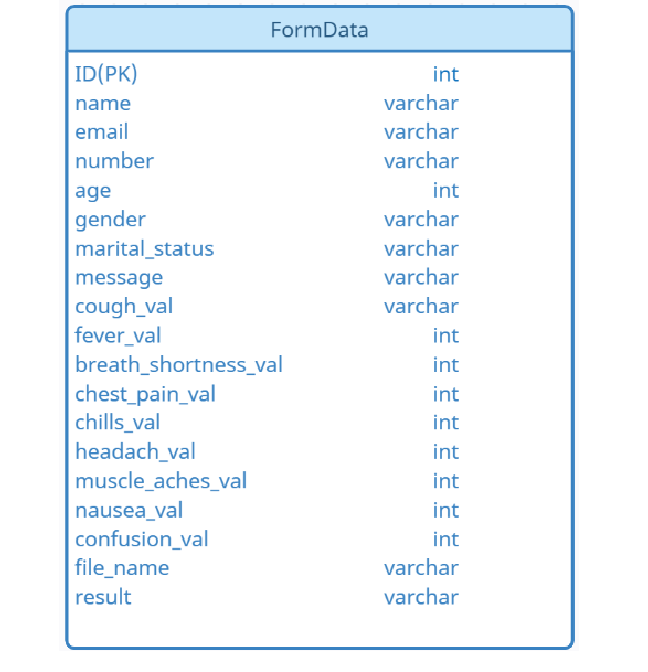 FormData
ID(PK) int
name varchar
email varchar
number varchar
age int
gender varchar
marital_status varchar
message varchar
cough_val varchar
fever_val int
breath_shortness_val int
chest_pain_val int
chills_val int
headach_val int
muscle_aches_val int
nausea_val int
confusion_val int
file_name varchar
result varchar